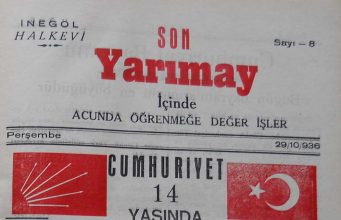 İNEGÖL
HALKEVİ
SON
Sayı - 8
Yarımay
İçinde
ACUNDA ÖĞRENMEĞE DEĞER İŞLER
Perşembe
29/10/936
CUMHURİYET
14
YAŞINDA